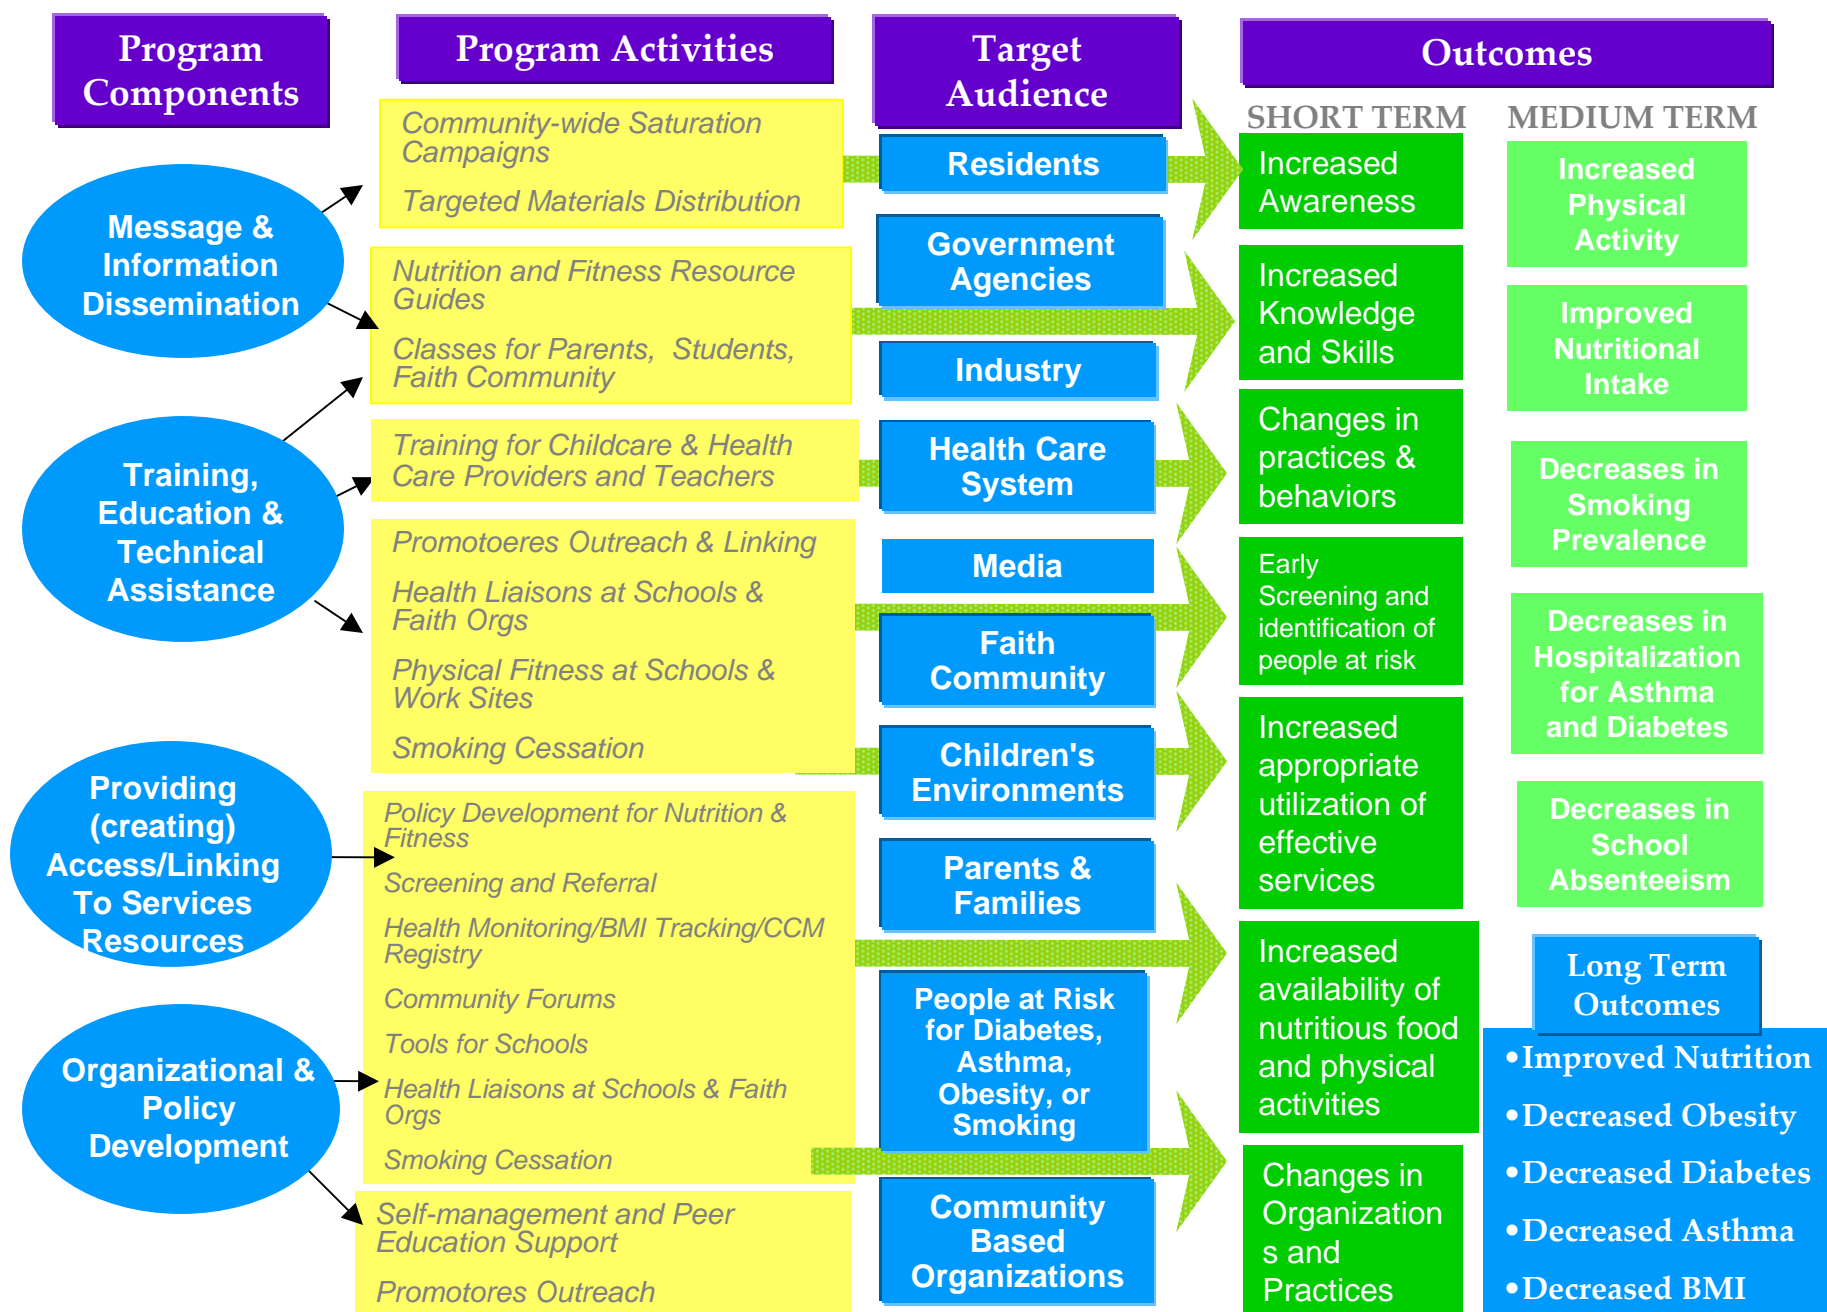 Program
Components
Message &
Information
Dissemination
Training,
Education &
Technical
Assistance
Providing
(creating)
Access/Linking
To Services
Resources
Organizational &
Policy
Development
Program Activities
Community-wide Saturation
Campaigns
Targeted Materials Distribution
Nutrition and Fitness Resource
Guides
Classes for Parents, Students,
Faith Community
Training for Childcare & Health
Care Providers and Teachers
Promotoeres Outreach & Linking
Health Liaisons at Schools &
Faith Orgs
Physical Fitness at Schools &
Work Sites
Smoking Cessation
Policy Development for Nutrition &
Fitness
Screening and Referral
Health Monitoring/BMI Tracking/CCM
Registry
Community Forums
Tools for Schools
Health Liaisons at Schools & Faith
Orgs
Smoking Cessation
Self-management and Peer
Education Support
Promotores Outreach
Target
Audience
Residents
Government
Agencies
Industry
Health Care
System
Media
Faith
Community
Children's
Environments
Parents &
Families
People at Risk
for Diabetes,
Asthma,
Obesity, or
Smoking
Community
Based
Organizations
Outcomes
SHORT TERM
Increased
Awareness
Increased
Knowledge
and Skills
Changes in
practices &
behaviors
Early
Screening and
identification of
people at risk
Increased
appropriate
utilization of
effective
services
Increased
availability of
nutritious food
and physical
activities
Changes in
Organization
s and
Practices
MEDIUM TERM
Increased
Physical
Activity
Improved
Nutritional
Intake
Decreases in
Smoking
Prevalence
Decreases in
Hospitalization
for Asthma
and Diabetes
Decreases in
School
Absenteeism
Long Term
Outcomes
•Improved Nutrition
•Decreased Obesity
•Decreased Diabetes
•Decreased Asthma
•Decreased BMI